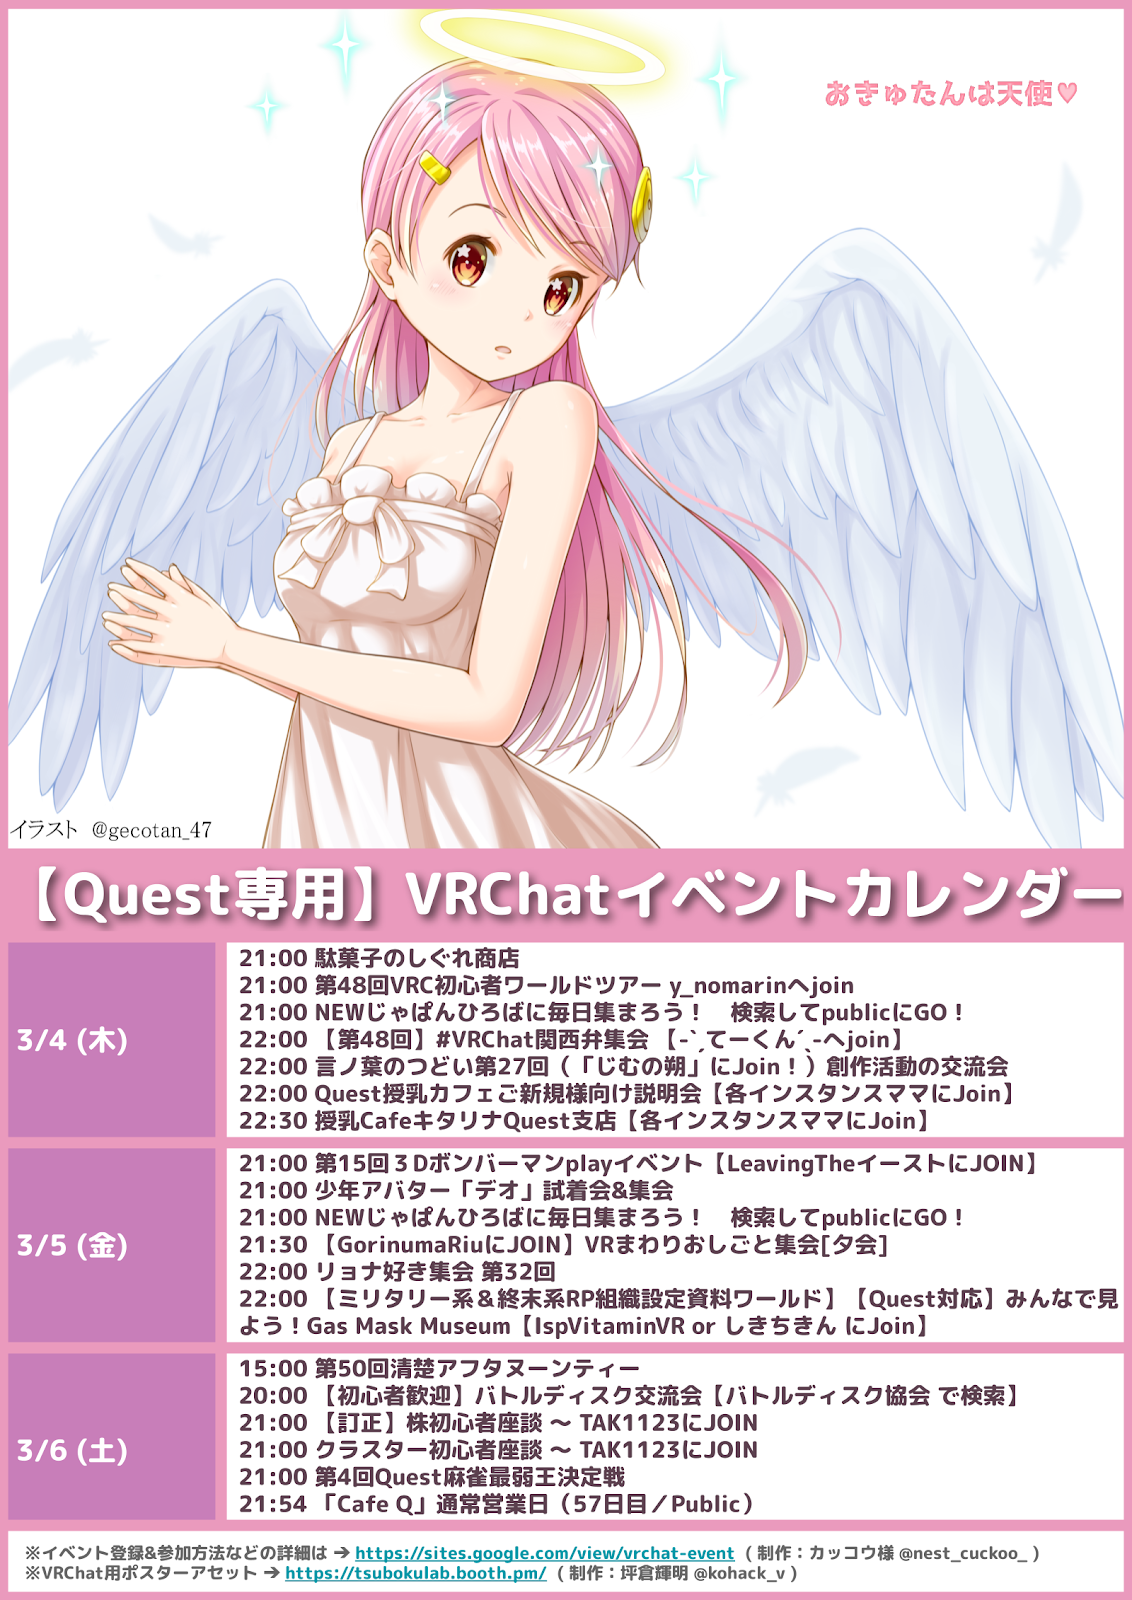 おきゅたんは天使♥
イラスト @gecotan_47
【Quest専用】VRChatイベントカレンダー
3/4 (木)
21:00 駄菓子のしぐれ商店
21:00 第48回VRC初心者ワールドツアー y_nomarinへjoin
21:00 NEWじゃぱんひろばに毎日集まろう！　検索してpublicにGO！
22:00 【第48回】#VRChat関西弁集会 【-ˋˏてーくんˊˎ-へjoin】
22:00 言ノ葉のつどい第27回（「じむの朔」にJoin！）創作活動の交流会
22:00 Quest授乳カフェご新規様向け説明会【各インスタンスママにJoin】
22:30 授乳CafeキタリナQuest支店【各インスタンスママにJoin】
3/5 (金)
21:00 第15回３Dボンバーマンplayイベント【LeavingTheイーストにJOIN】
21:00 少年アバター「デオ」試着会&集会
21:00 NEWじゃぱんひろばに毎日集まろう！　検索してpublicにGO！
21:30 【GorinumaRiuにJOIN】VRまわりおしごと集会[夕会]
22:00 リョナ好き集会 第32回
22:00 【ミリタリー系＆終末系RP組織設定資料ワールド】【Quest対応】みんなで見
よう！Gas Mask Museum【IspVitaminVR or しきちきん にJoin】
3/6 (土)
15:00 第50回清楚アフタヌーンティー
20:00 【初心者歓迎】バトルディスク交流会【バトルディスク協会 で検索】
21:00 【訂正】株初心者座談 ～ TAK1123にJOIN
21:00 クラスター初心者座談 ～ TAK1123にJOIN
21:00 第4回Quest麻雀最弱王決定戦
21:54 「Cafe Q」通常営業日（57日目／Public）
※イベント登録&参加方法などの詳細は → https://sites.google.com/view/vrchat-event ( 制作：カッコウ様 @nest_cuckoo_ )
※VRChat用ポスターアセット → https://tsubokulab.booth.pm/ ( 制作：坪倉輝明 @kohack_v )